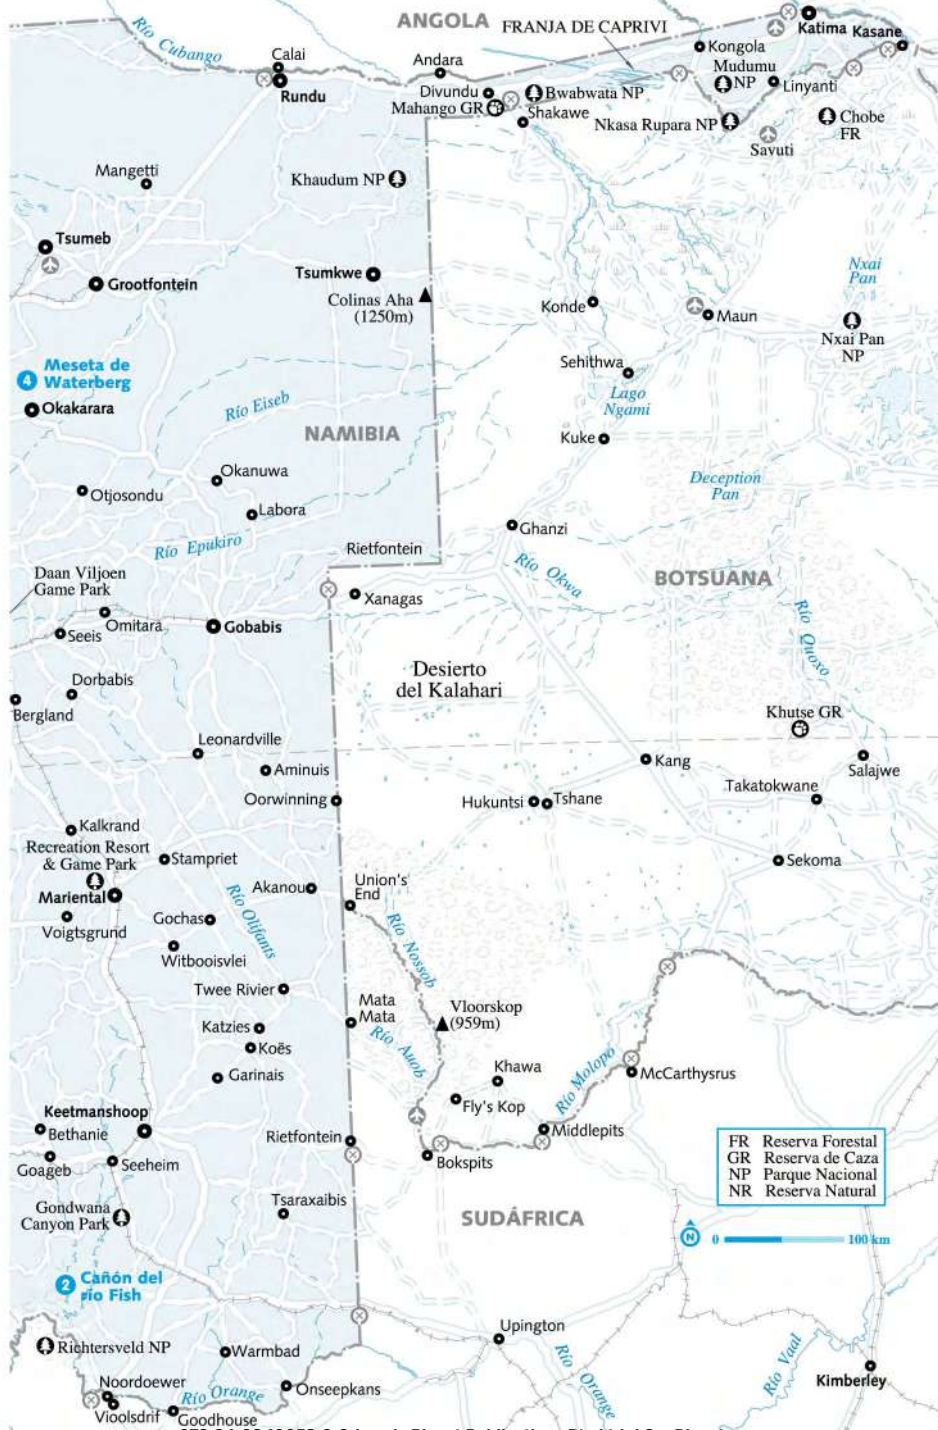 ANGOLA
FRANJA DE CAPRIVI
Río Cubango
Katima
Kasane
Calai
Andara
Kongola
Mudumu
NP
Rundu
Divundu
Bwabwata NP
Linyanti
Mahango GR
Shakawe
Nkasa Rupara NP
Chobe
FR
Savuti
Mangetti
Khaudum NP
Tsumeb
Grootfontein
Tsumkwe
Colinas Aha
(1250m)
Nxai
Pan
Konde
Maun
Nxai Pan
NP
4 Meseta de
Waterberg
Okakarara
Sehithwa
Lago
Ngami
Río Eiseb
NAMIBIA
Kuke
Okanuwa
Otjosondu
Labora
Deception
Pan
Ghanzi
Río Epukiro
Rietfontein
Río Okwa
BOTSUANA
Daan Viljoen
Game Park
Xanagas
Omitara
Seeis
Gobabis
Río Quoxo
Desierto
del Kalahari
Dorbabis
Bergland
Khutse GR
Leonardville
Kang
Salajwe
Aminuis
Takatokwane
Oorwinning
Hukuntsi
Tshane
Kalkrand
Recreation Resort
& Game Park
Stampriet
Sekoma
Mariental
Akanou
Union's
End
Voigtsgrund
Gochas
Río Olifants
Río Nossob
Witbooisvlei
Twee Rivier
Mata
Mata
Vloorskop
(959m)
Katzies
Koës
Río Auob
Garinais
Khawa
Río Molopo
McCarthysrus
Fly's Kop
Keetmanshoop
Bethanie
Rietfontein
Middlepits
Goageb
Seeheim
Bokspits
FR Reserva Forestal
GR Reserva de Caza
NP Parque Nacional
NR Reserva Natural
Gondwana
Canyon Park
Tsaraxaibis
SUDÁFRICA
N
0 100 km
2 Cañón del
río Fish
Upington
Richtersveld NP
Warmbad
Río Orange
Río Vaal
Kimberley
Noordoewer
Río Orange
Onseepkans
Vioolsdrif
Goodhouse